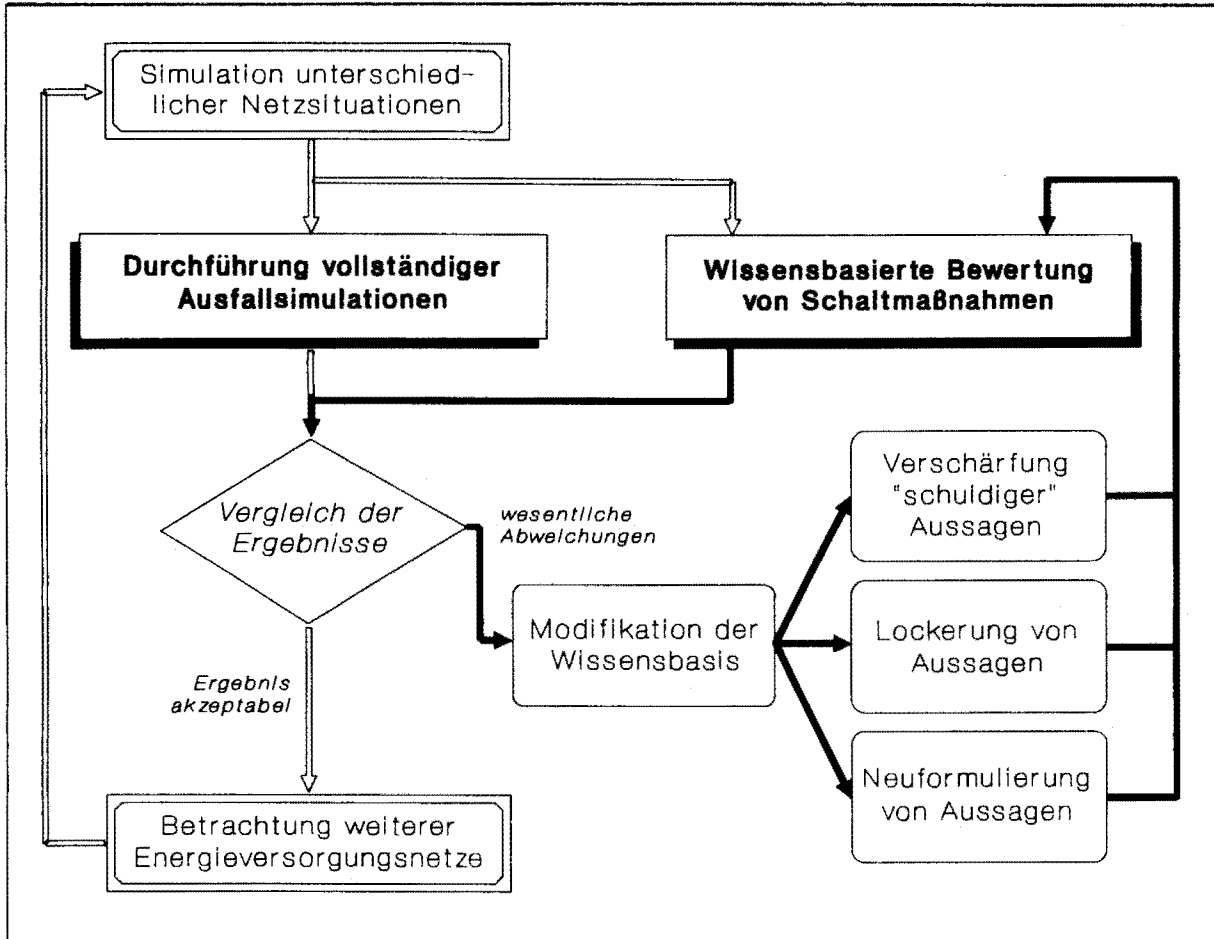 Simulation unterschied-
licher Netzsituationen
Durchführung vollständiger
Ausfallsimulationen
Wissensbasierte Bewertung
von Schaltmaßnahmen
Vergleich der
Ergebnisse
wesentliche
Abweichungen
Modifikation der
Wissensbasis
Verschärfung
"schuldiger"
Aussagen
Lockerung von
Aussagen
Neuformulierung
von Aussagen
Ergebnis
akzeptabel
Betrachtung weiterer
Energieversorgungsnetze